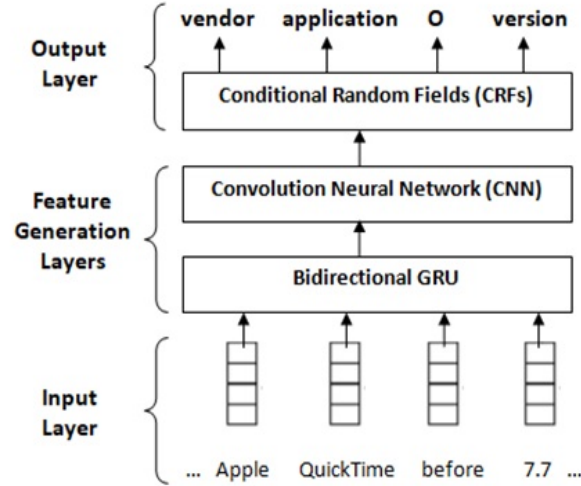 vendor application O version
Output
Layer
Conditional Random Fields (CRFs)
Convolution Neural Network (CNN)
Feature
Generation
Layers
Bidirectional GRU
Input
Layer
... Apple QuickTime before 7.7 ...